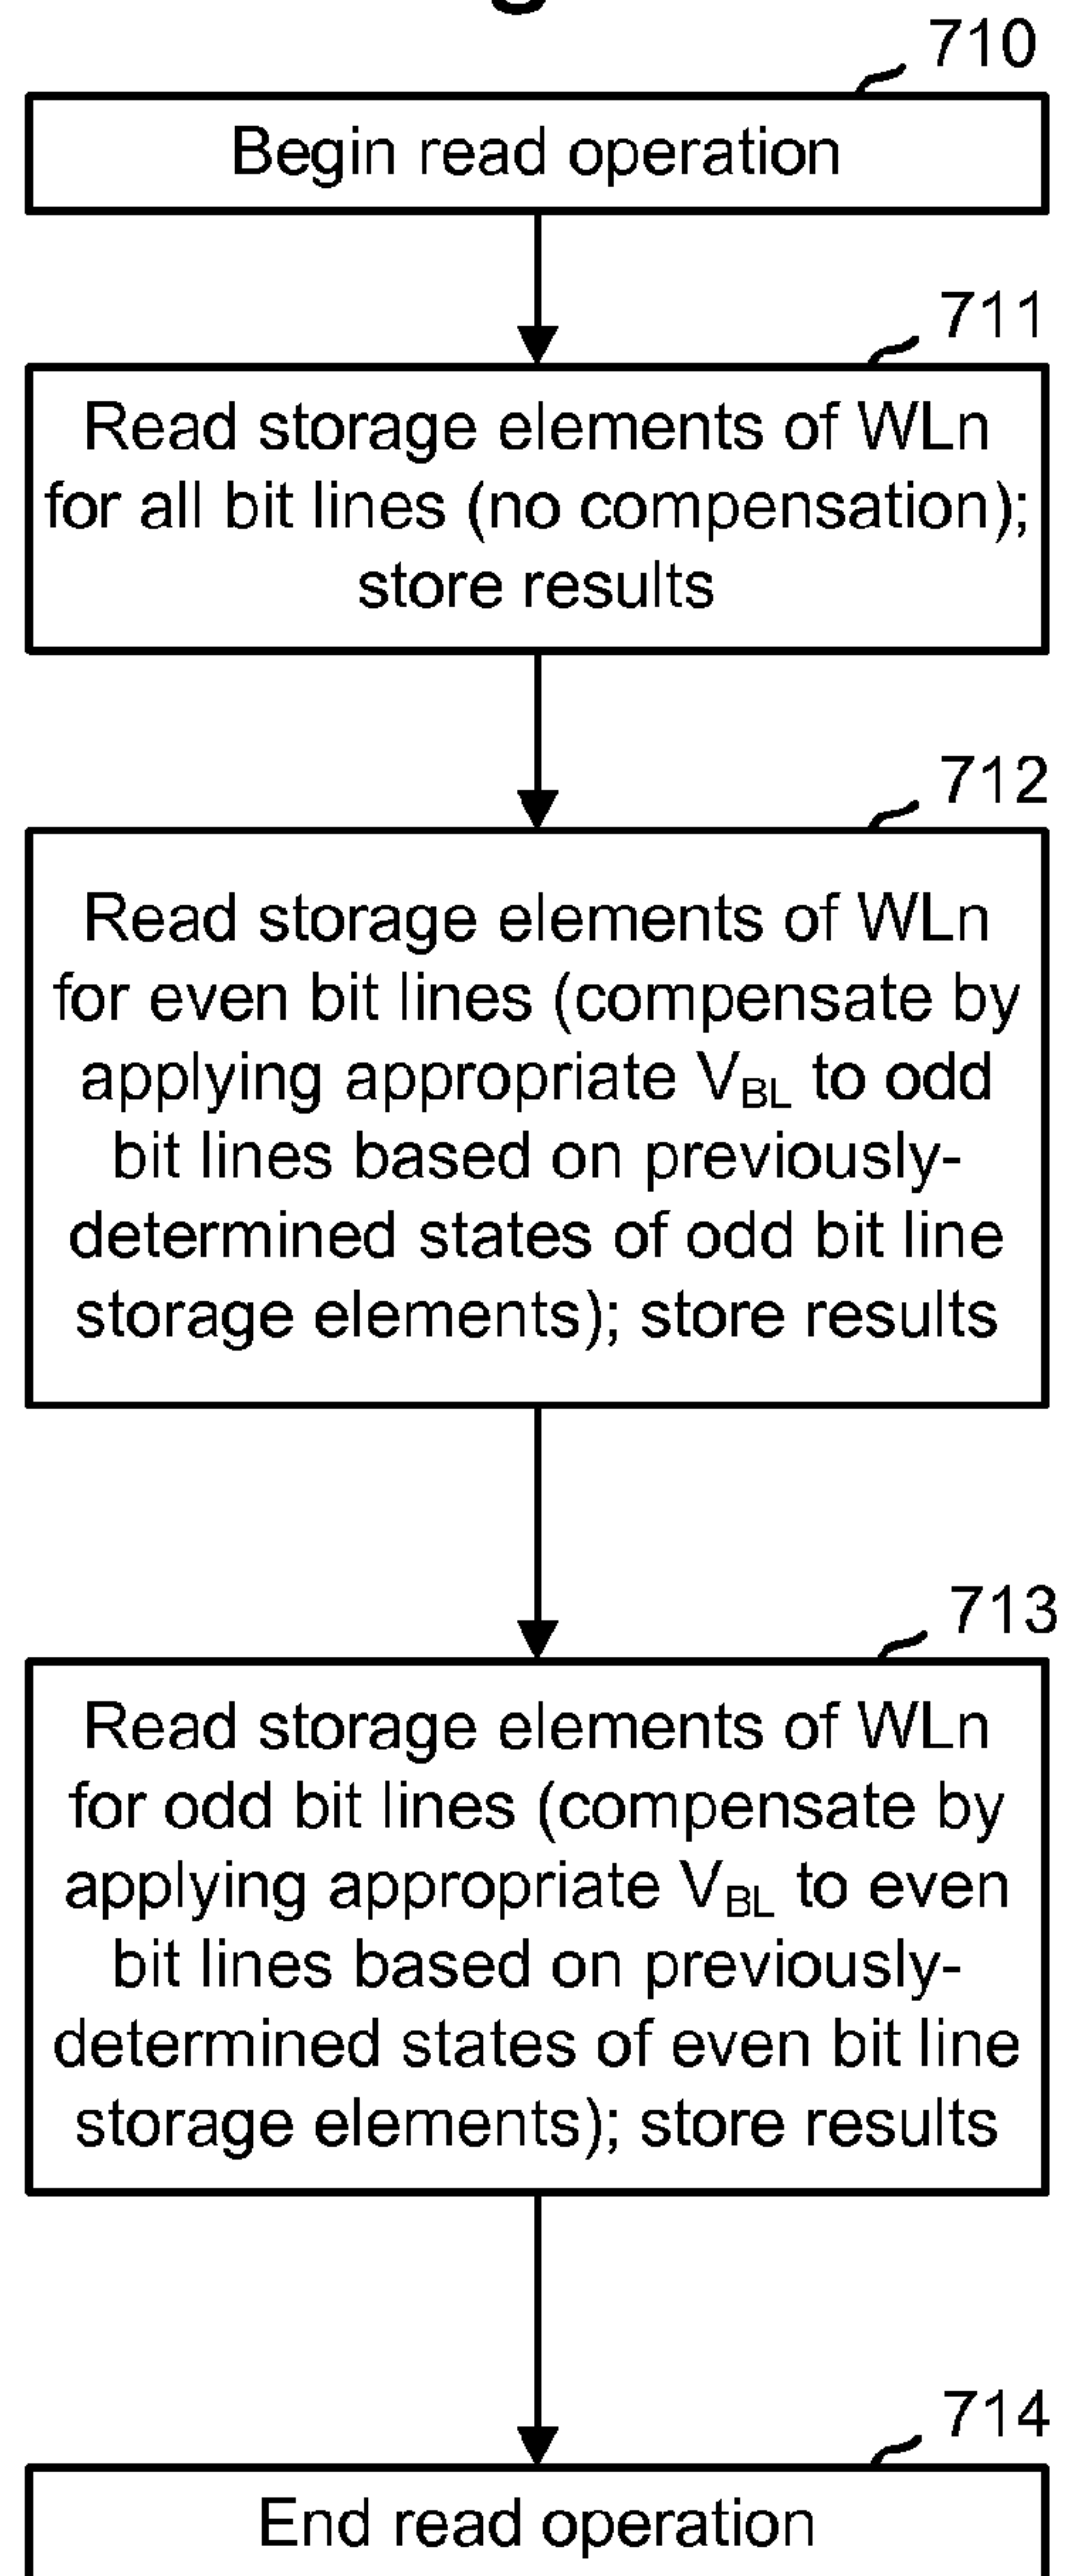 710
Begin read operation
711
Read storage elements of WLn
for all bit lines (no compensation);
store results
712
Read storage elements of WLn
for even bit lines (compensate by
applying appropriate VBL to odd
bit lines based on previously-
determined states of odd bit line
storage elements); store results
713
Read storage elements of WLn
for odd bit lines (compensate by
applying appropriate VBL to even
bit lines based on previously-
determined states of even bit line
storage elements); store results
714
End read operation